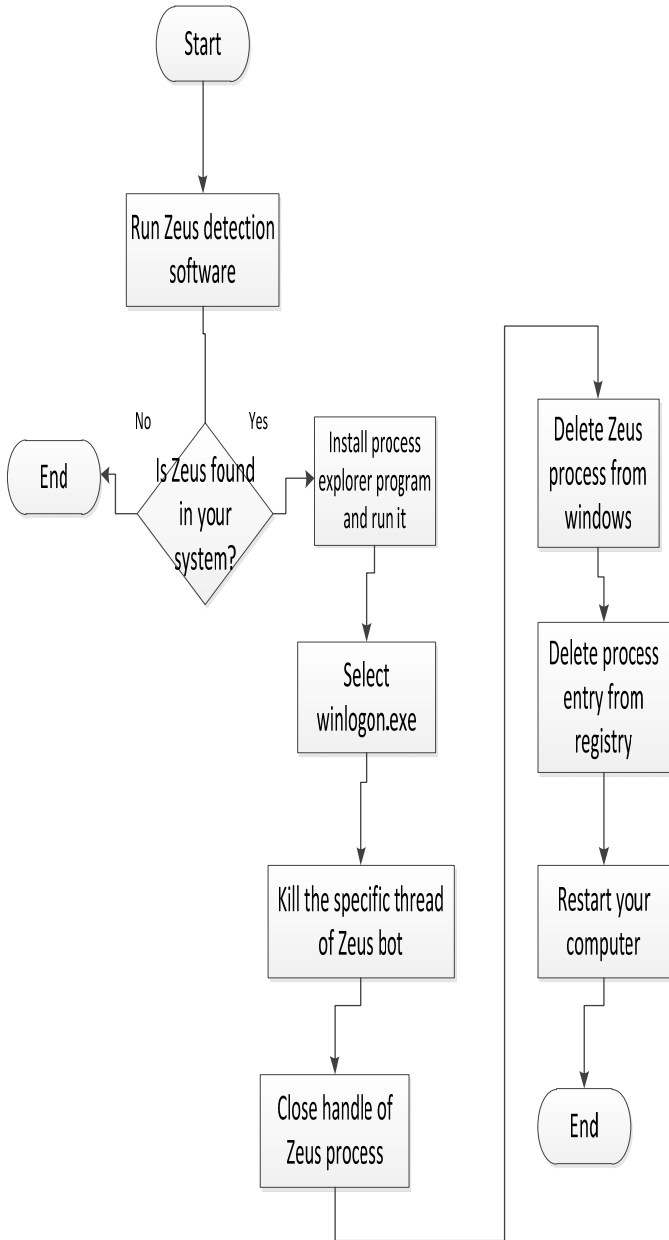 Start
Run Zeus detection
software
No
Yes
Is Zeus found
in your
system?
End
Install process
explorer program
and run it
Select
winlogon.exe
Kill the specific thread
of Zeus bot
Close handle of
Zeus process
Delete Zeus
process from
windows
Delete process
entry from
registry
Restart your
computer
End